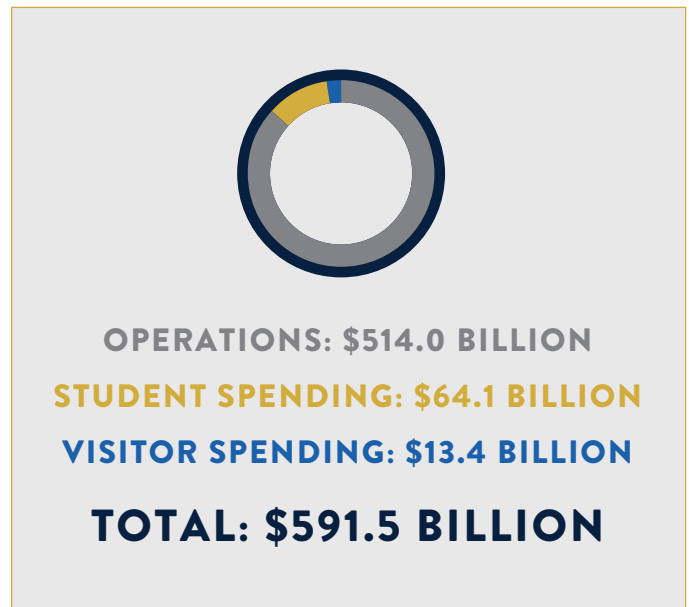 OPERATIONS: $514.0 BILLION
STUDENT SPENDING: $64.1 BILLION
VISITOR SPENDING: $13.4 BILLION
TOTAL: $591.5 BILLION